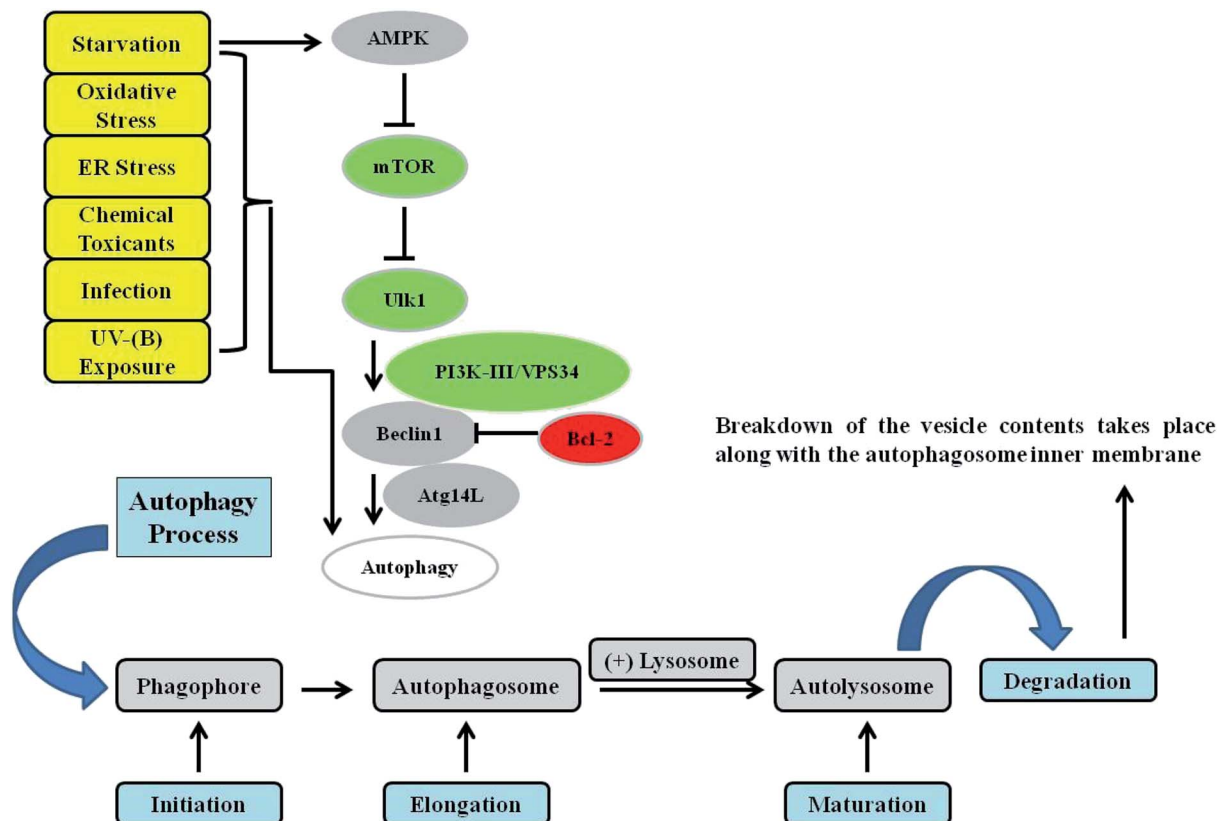 Starvation
Oxidative
Stress
ER Stress
Chemical
Toxicants
Infection
UV-(B)
Exposure
AMPK
mTOR
Ulk1
PI3K-III/VPS34
Beclin1
Bcl-2
Atg14L
Autophagy
Breakdown of the vesicle contents takes place
along with the autophagosome inner membrane
Autophagy
Process
Phagophore
Autophagosome
(+) Lysosome
Autolysosome
Degradation
Initiation
Elongation
Maturation